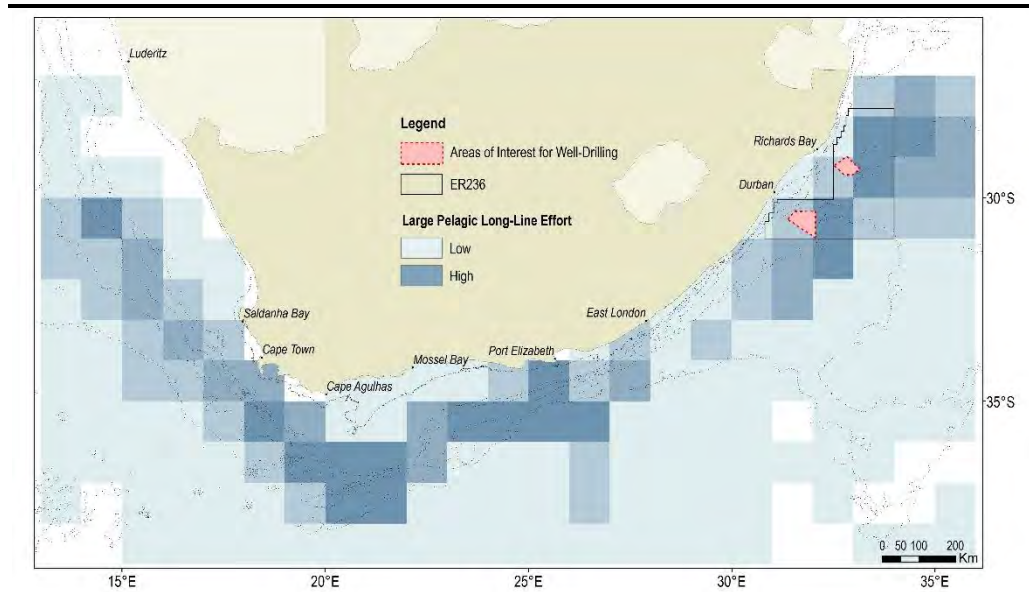 Luderitz
Legend
Areas of Interest for Well-Drilling
ER236
Large Pelagic Long-Line Effort
Low
High
Richards Bay
Durban
30°S
Saldanha Bay
Cape Town
East London
Port Elizabeth
Mossel Bay
Cape Agulhas
35°S
0 50 100 200
Km
15°E 20°E 25°E 30°E 35°E